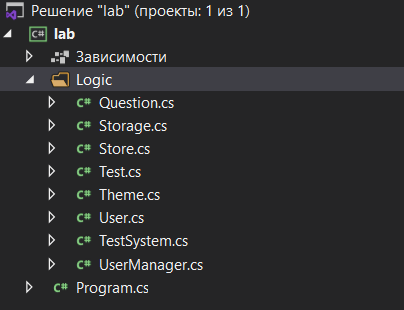 Решение "lab" (проекты: 1 из 1)
C# lab
Зависимости
Logic
C# Question.cs
C# Storage.cs
C# Store.cs
C# Test.cs
C# Theme.cs
C# User.cs
C# TestSystem.cs
C# UserManager.cs
C# Program.cs